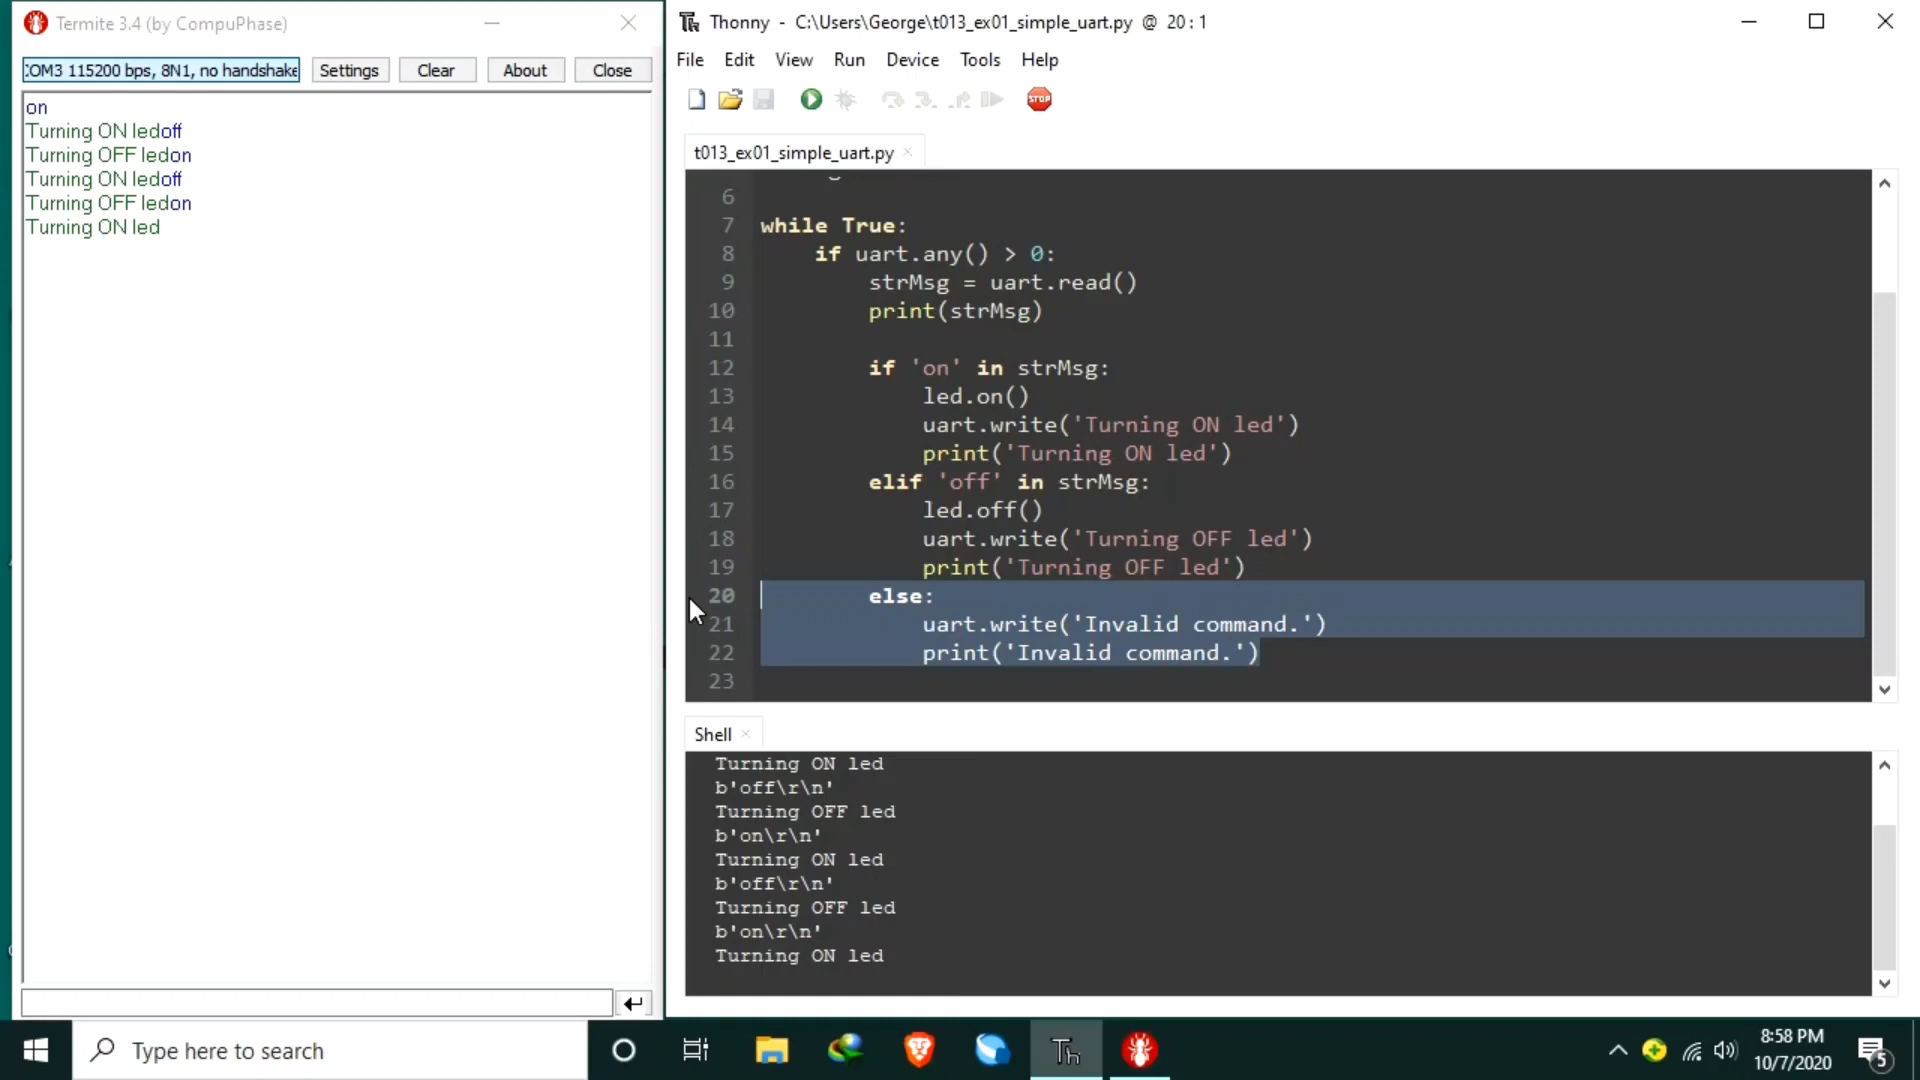 Termite 3.4 (by CompuPhase)
COM3 115200 bps, 8N1, no handshake
Settings
Clear
About
Close
on
Turning ON ledoff
Turning OFF ledon
Turning ON ledoff
Turning OFF ledon
Turning ON led
Thonny - C:\Users\George\t013_ex01_simple_uart.py @ 20:1
File Edit View Run Device Tools Help
STOP
t013_ex01_simple_uart.py
6
7 while True:
8 if uart.any() > 0:
9 strMsg = uart.read()
10 print(strMsg)
11
12 if 'on' in strMsg:
13 led.on()
14 uart.write('Turning ON led')
15 print('Turning ON led')
16 elif 'off' in strMsg:
17 led.off()
18 uart.write('Turning OFF led')
19 print('Turning OFF led')
20 else:
21 uart.write('Invalid command.')
22 print('Invalid command.')
23
Shell
Turning ON led
b'off\r\n'
Turning OFF led
b'on\r\n'
Turning ON led
b'off\r\n'
Turning OFF led
b'on\r\n'
Turning ON led
Type here to search
Th
8:58 PM
10/7/2020
5